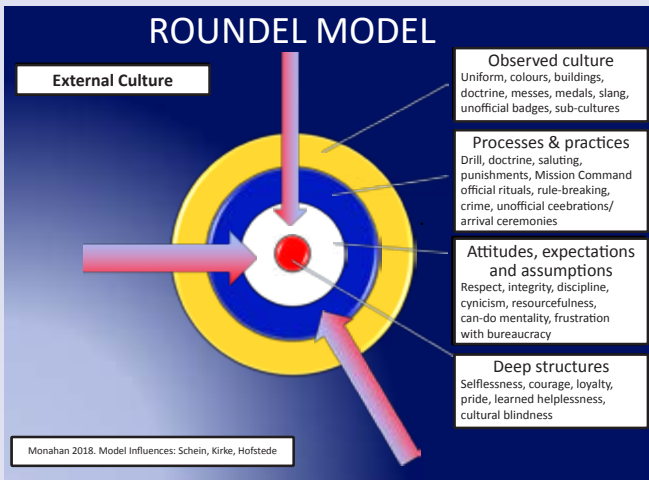 ROUNDEL MODEL
External Culture
Observed culture
Uniform, colours, buildings,
doctrine, messes, medals, slang,
unofficial badges, sub-cultures
Processes & practices
Drill, doctrine, saluting,
punishments, Mission Command
official rituals, rule-breaking,
crime, unofficial ceebrations/
arrival ceremonies
Attitudes, expectations
and assumptions
Respect, integrity, discipline,
cynicism, resourcefulness,
can-do mentality, frustration
with bureaucracy
Deep structures
Selflessness, courage, loyalty,
pride, learned helplessness,
cultural blindness
Monahan 2018. Model Influences: Schein, Kirke, Hofstede